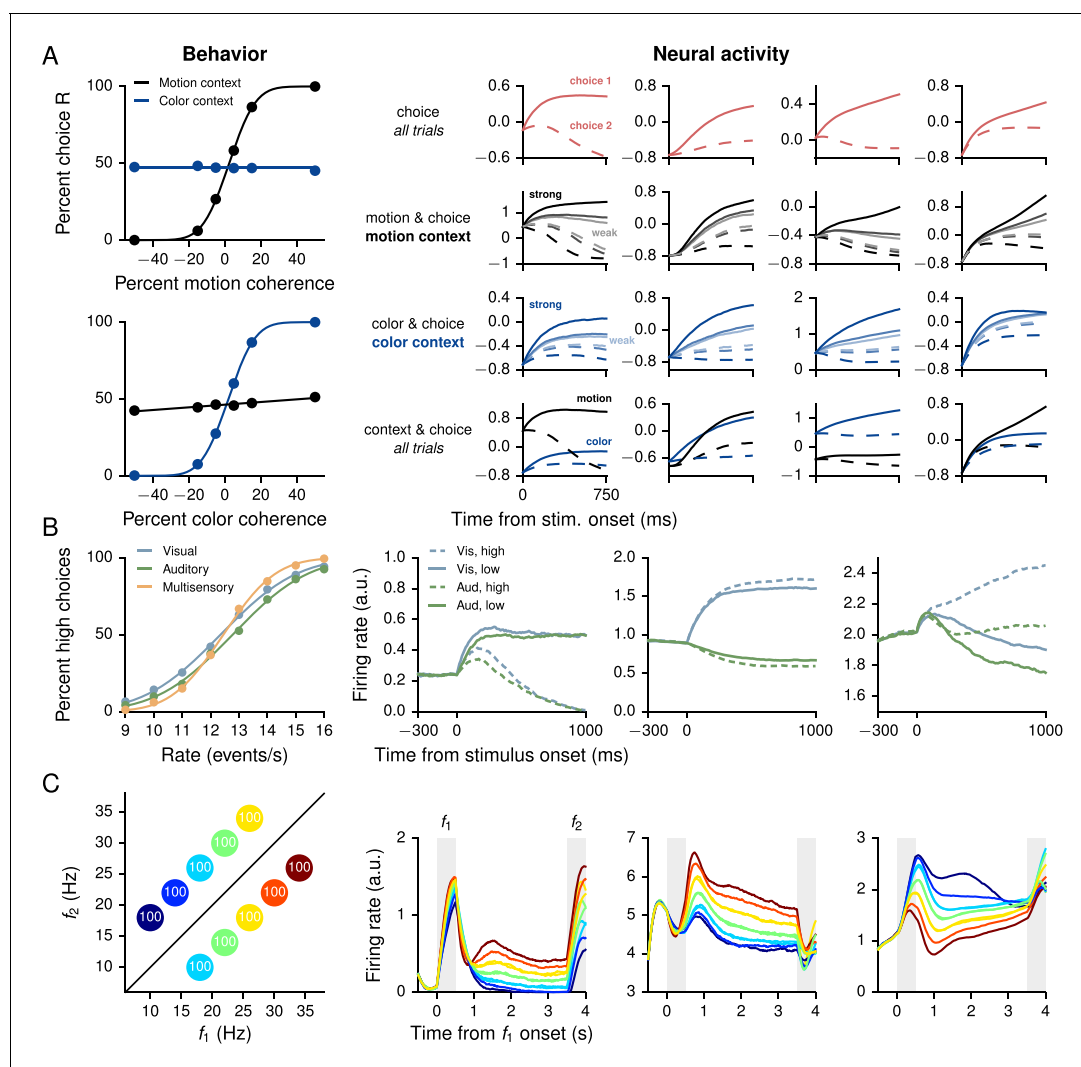 A
Behavior
Neural activity
Percent choice R
100
50
0
Motion context
Color context
−40 −20 0 20 40
Percent motion coherence
100
50
0
−40 −20 0 20 40
Percent color coherence
choice
all trials
0.6
0.0
−0.6
choice 1
choice 2
0.8
0.0
−0.8
0.4
0.0
0.8
0.0
−0.8
motion & choice
motion context
1
0
−1
strong
weak
0.8
0.0
−0.8
0.0
−0.4
−0.8
0.8
0.0
−0.8
color & choice
color context
0.4
0.0
−0.4
−0.8
strong
weak
0.8
0.0
−0.8
2
1
0
0.4
0.0
−0.4
−0.8
context & choice
all trials
0.8
0.0
−0.8
motion
color
0 750
0.6
0.0
−0.6
2
1
0
−1
0.8
0.0
−0.8
Time from stim. onset (ms)
B
Percent high choices
100
50
0
Visual
Auditory
Multisensory
9 10 11 12 13 14 15 16
Rate (events/s)
Firing rate (a.u.)
1.0
0.8
0.6
0.4
0.2
0.0
−300 0 1000
Vis, high
Vis, low
Aud, high
Aud, low
2.0
1.5
1.0
0.5
0.0
−300 0 1000
2.4
2.2
2.0
1.8
1.6
−300 0 1000
Time from stimulus onset (ms)
C
f2 (Hz)
35
30
25
20
15
10
100
100 100
100 100
100 100
100 100
100
10 15 20 25 30 35
f1 (Hz)
Firing rate (a.u.)
f1 f2
2
1
0
0 1 2 3 4
7
6
5
4
3
0 1 2 3 4
3
2
1
0
0 1 2 3 4
Time from f1 onset (s)